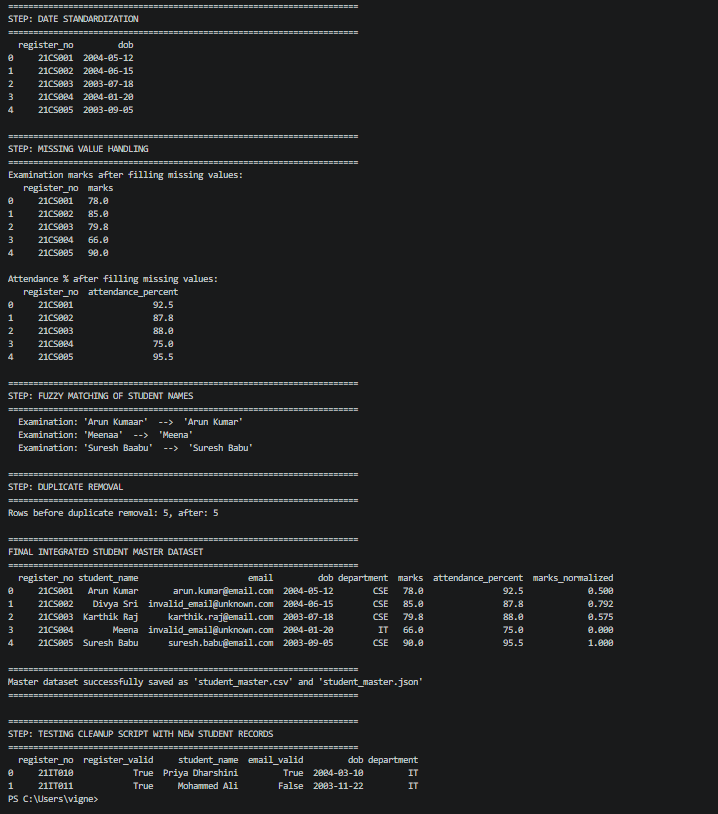 ======================================================================
STEP: DATE STANDARDIZATION
======================================================================
  register_no         dob
0      21CS001  2004-05-12
1      21CS002  2004-06-15
2      21CS003  2003-07-18
3      21CS004  2004-01-20
4      21CS005  2003-09-05

======================================================================
STEP: MISSING VALUE HANDLING
======================================================================
Examination marks after filling missing values:
   register_no  marks
0      21CS001   78.0
1      21CS002   85.0
2      21CS003   79.8
3      21CS004   66.0
4      21CS005   90.0

Attendance % after filling missing values:
   register_no  attendance_percent
0      21CS001                92.5
1      21CS002                87.8
2      21CS003                88.0
3      21CS004                75.0
4      21CS005                95.5

======================================================================
STEP: FUZZY MATCHING OF STUDENT NAMES
======================================================================
  Examination: 'Arun Kumaar'  -->  'Arun Kumar'
  Examination: 'Meenaa'  -->  'Meena'
  Examination: 'Suresh Baabu'  -->  'Suresh Babu'

======================================================================
STEP: DUPLICATE REMOVAL
======================================================================
Rows before duplicate removal: 5, after: 5

======================================================================
FINAL INTEGRATED STUDENT MASTER DATASET
======================================================================
  register_no student_name                      email         dob department  marks  attendance_percent  marks_normalized
0     21CS001   Arun Kumar       arun.kumar@email.com  2004-05-12        CSE   78.0                92.5             0.500
1     21CS002    Divya Sri  invalid_email@unknown.com  2004-06-15        CSE   85.0                87.8             0.792
2     21CS003  Karthik Raj      karthik.raj@email.com  2003-07-18        CSE   79.8                88.0             0.575
3     21CS004        Meena  invalid_email@unknown.com  2004-01-20         IT   66.0                75.0             0.000
4     21CS005  Suresh Babu      suresh.babu@email.com  2003-09-05        CSE   90.0                95.5             1.000

======================================================================
Master dataset successfully saved as 'student_master.csv' and 'student_master.json'
======================================================================

======================================================================
STEP: TESTING CLEANUP SCRIPT WITH NEW STUDENT RECORDS
======================================================================
  register_no  register_valid     student_name  email_valid         dob department
0     21IT010            True  Priya Dharshini         True  2004-03-10         IT
1     21IT011            True     Mohammed Ali        False  2003-11-22         IT
PS C:\Users\vigne>